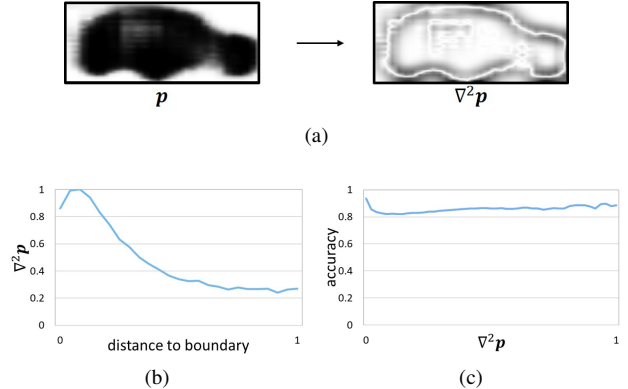 p
∇²p
(a)
1
0.8
0.6
0.4
0.2
0
∇²p
0
1
distance to boundary
(b)
1
0.8
0.6
0.4
0.2
0
accuracy
0
1
∇²p
(c)